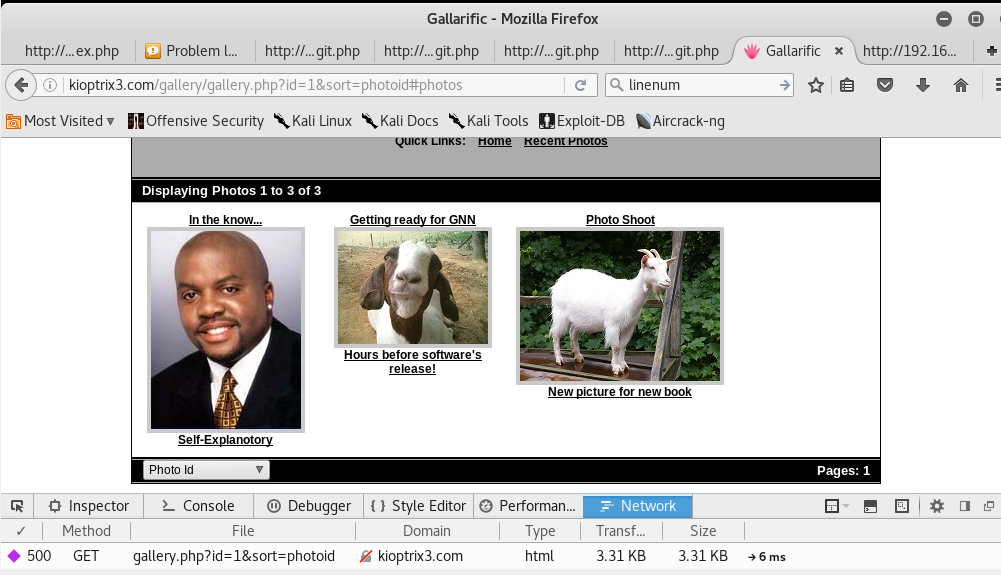 Gallarific - Mozilla Firefox
http://...ex.php
Problem l...
http://...git.php
http://...git.php
http://...git.php
http://...git.php
Gallarific
http://192.16...
kioptrix3.com/gallery/gallery.php?id=1&sort=photoid#photos
linenum
Most Visited
Offensive Security
Kali Linux
Kali Docs
Kali Tools
Exploit-DB
Aircrack-ng
Quick Links: Home Recent Photos
Displaying Photos 1 to 3 of 3
In the know...
Getting ready for GNN
Photo Shoot
Hours before software's
release!
New picture for new book
Self-Explanotory
Photo Id
Pages: 1
Inspector
Console
Debugger
Style Editor
Performan...
Network
✓ Method File Domain Type Transf... Size
500 GET gallery.php?id=1&sort=photoid kioptrix3.com html 3.31 KB 3.31 KB → 6 ms